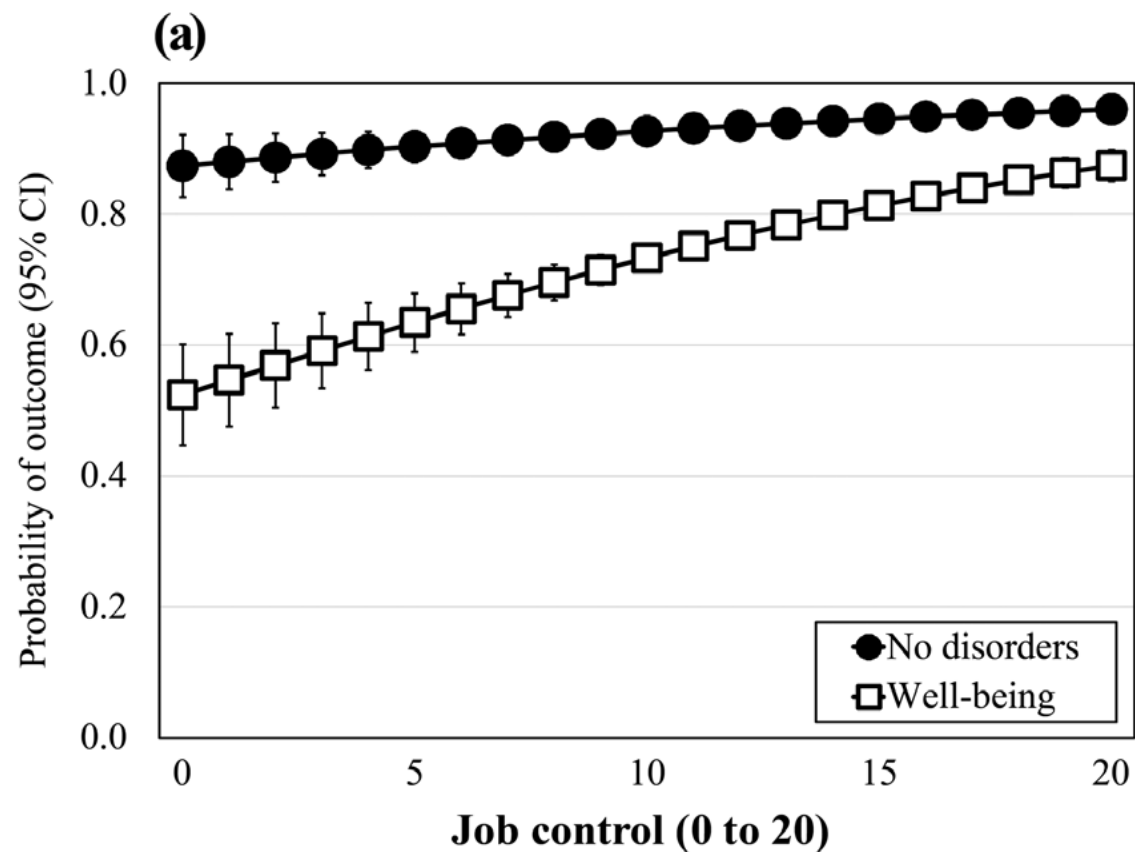 (a)
Probability of outcome (95% CI)
1.0
0.8
0.6
0.4
0.2
0.0
No disorders
Well-being
0 5 10 15 20
Job control (0 to 20)